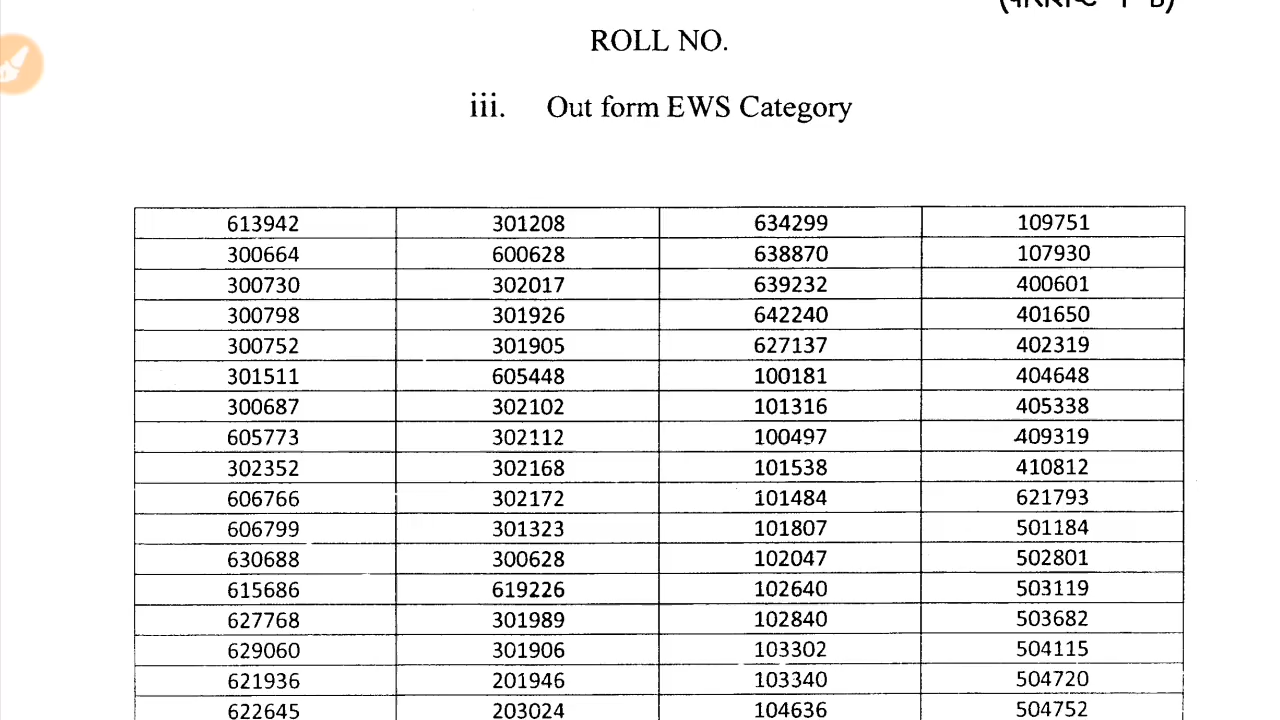 ROLL NO.
iii. Out form EWS Category
613942 301208 634299 109751
300664 600628 638870 107930
300730 302017 639232 400601
300798 301926 642240 401650
300752 301905 627137 402319
301511 605448 100181 404648
300687 302102 101316 405338
605773 302112 100497 409319
302352 302168 101538 410812
606766 302172 101484 621793
606799 301323 101807 501184
630688 300628 102047 502801
615686 619226 102640 503119
627768 301989 102840 503682
629060 301906 103302 504115
621936 201946 103340 504720
622645 203024 104636 504752